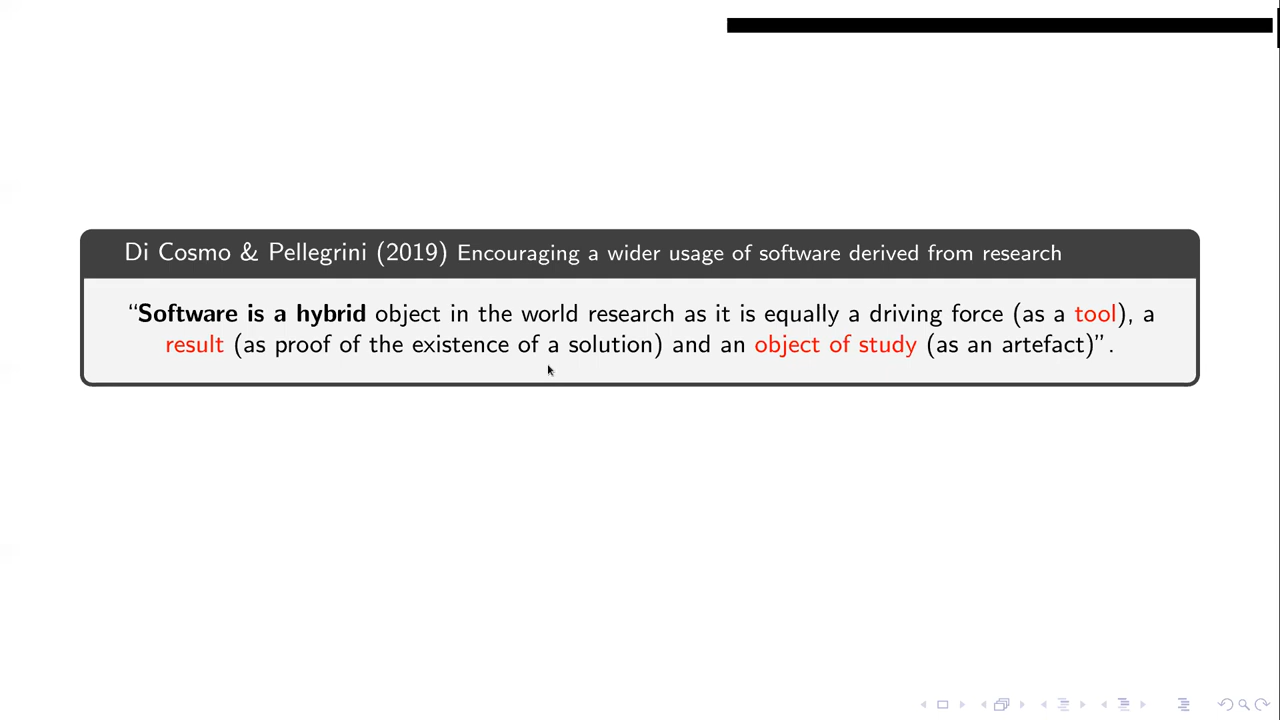 Di Cosmo & Pellegrini (2019) Encouraging a wider usage of software derived from research
“Software is a hybrid object in the world research as it is equally a driving force (as a tool), a
result (as proof of the existence of a solution) and an object of study (as an artefact)”.